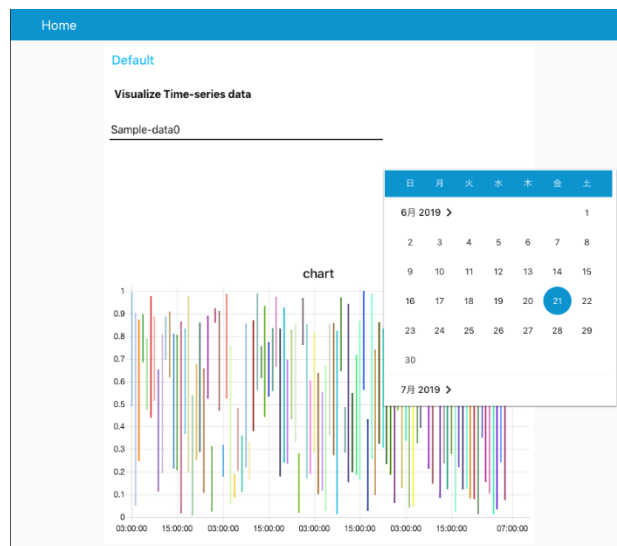 Home
Default
Visualize Time-series data
Sample-data0
日 月 火 水 木 金 土
6月 2019 1
2 3 4 5 6 7 8
9 10 11 12 13 14 15
16 17 18 19 20 21 22
23 24 25 26 27 28 29
30
7月 2019
chart
1
0.9
0.8
0.7
0.6
0.5
0.4
0.3
0.2
0.1
0
03:00:00 15:00:00 03:00:00 15:00:00 03:00:00 15:00:00 03:00:00 15:00:00 07:00:00